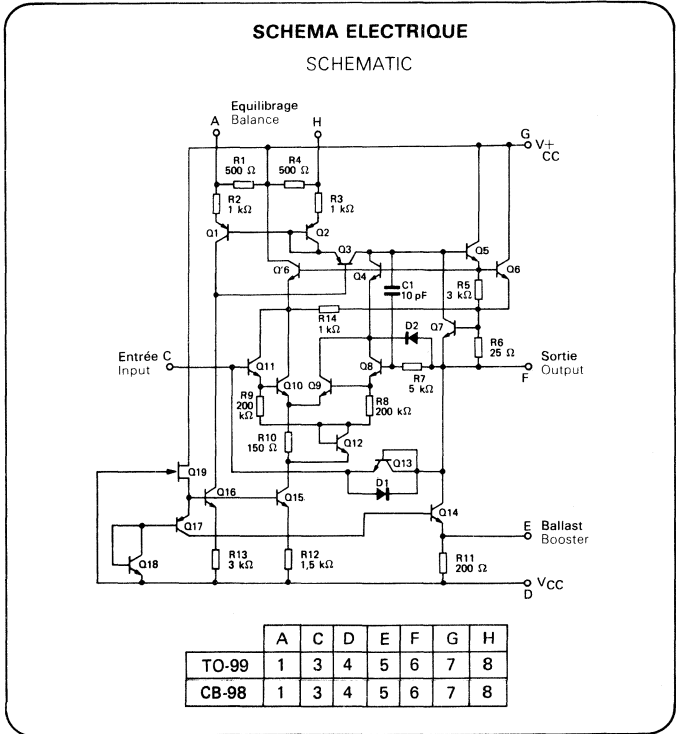 SCHEMA ELECTRIQUE
SCHEMATIC
Equilibrage
Balance
A
H
G
V+
CC
R1
500 Ω
R4
500 Ω
R2
1 kΩ
R3
1 kΩ
Q1
Q2
Q3
Q'6
Q4
Q5
Q6
C1
10 pF
R5
3 kΩ
R14
1 kΩ
D2
Q7
R6
25 Ω
Entrée C
Input
Q11
Q10
Q9
Q8
R7
5 kΩ
Sortie
F Output
R9
200
kΩ
R8
200 kΩ
R10
150 Ω
Q12
Q13
D1
Q19
Q16
Q15
Q14
Q17
Q18
E Ballast
Booster
R13
3 kΩ
R12
1,5 kΩ
R11
200 Ω
VCC
D
A C D E F G H
TO-99 1 3 4 5 6 7 8
CB-98 1 3 4 5 6 7 8